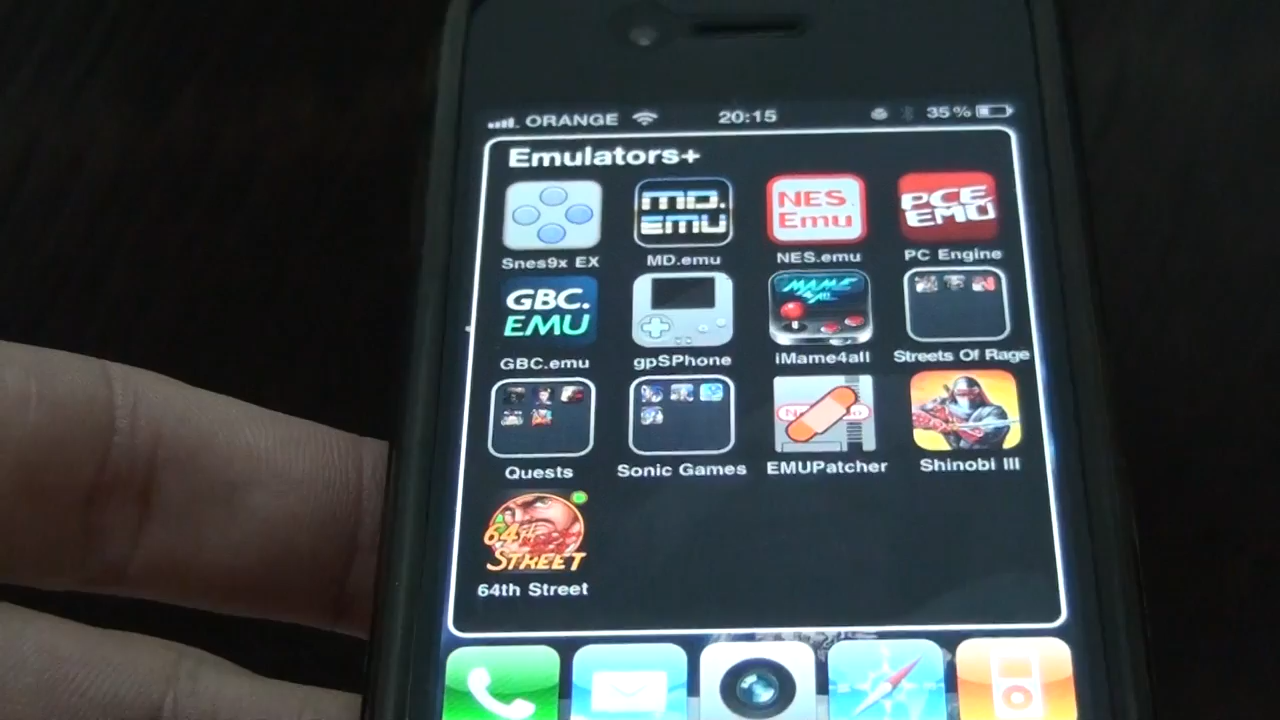 ORANGE 20:15 35%
Emulators+
MD.
EMU
NES.
Emu
PCE
EMU
Snes9x EX MD.emu NES.emu PC Engine
GBC.
EMU
MAME
GBC.emu gpSPhone iMame4all Streets Of Rage
Quests Sonic Games EMUPatcher Shinobi III
64th
STREET
64th Street